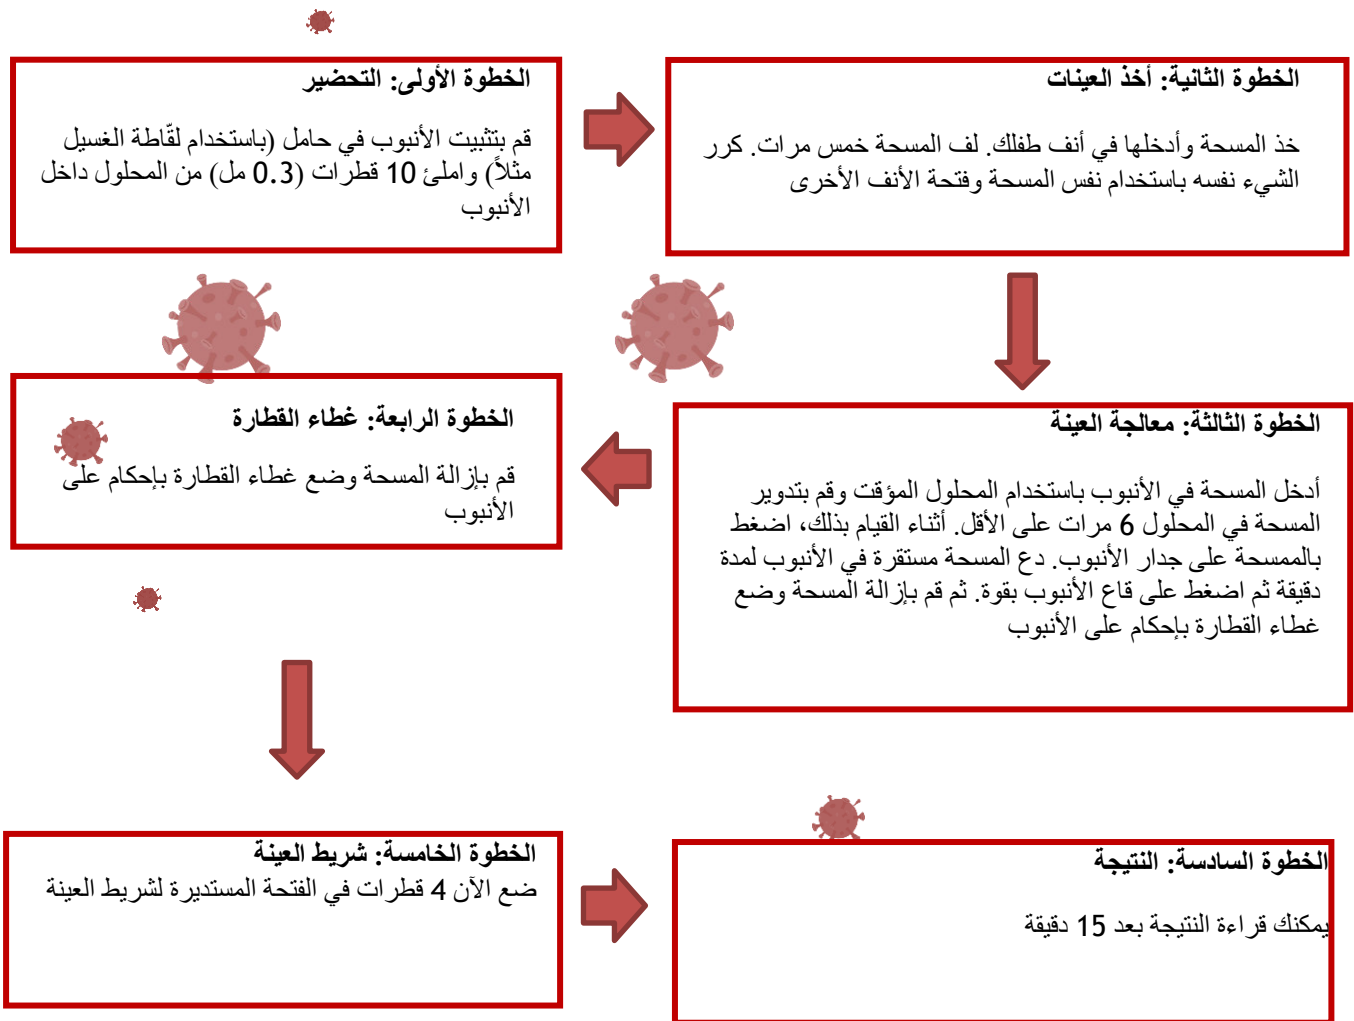 الخطوة الأولى: التحضير
قم بتثبيت الأنبوب في حامل (باستخدام لقّاطة الغسيل
مثلاً) واملئ 10 قطرات (0.3 مل) من المحلول داخل
الأنبوب
الخطوة الثانية: أخذ العينات
خذ المسحة وأدخلها في أنف طفلك. لف المسحة خمس مرات. كرر
الشيء نفسه باستخدام نفس المسحة وفتحة الأنف الأخرى
الخطوة الثالثة: معالجة العينة
أدخل المسحة في الأنبوب باستخدام المحلول المؤقت وقم بتدوير
المسحة في المحلول 6 مرات على الأقل. أثناء القيام بذلك، اضغط
بالممسحة على جدار الأنبوب. دع المسحة مستقرة في الأنبوب لمدة
دقيقة ثم اضغط على قاع الأنبوب بقوة. ثم قم بإزالة المسحة وضع
غطاء القطارة بإحكام على الأنبوب
الخطوة الرابعة: غطاء القطارة
قم بإزالة المسحة وضع غطاء القطارة بإحكام على
الأنبوب
الخطوة الخامسة: شريط العينة
ضع الآن 4 قطرات في الفتحة المستديرة لشريط العينة
الخطوة السادسة: النتيجة
يمكنك قراءة النتيجة بعد 15 دقيقة